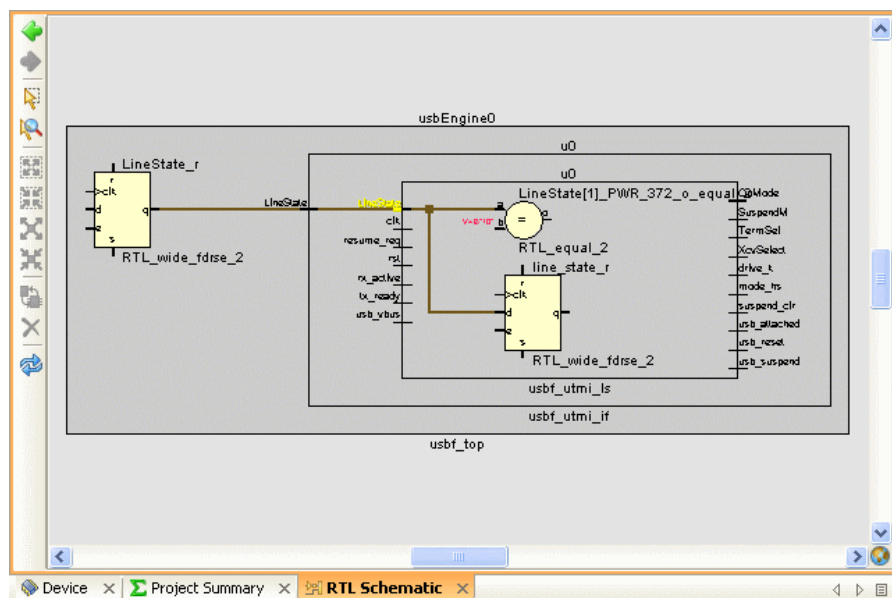 usbEngine0
u0
u0
LineState_r
r
clk
d
q
e
s
RTL_wide_fdrse_2
LineState
LineState
clk
resume_req
rst
rx_active
tx_ready
usb_vbus
LineState[1]_PWR_372_o_equal_2
a
b
o
=
RTL_equal_2
line_state_r
r
clk
d
q
e
s
RTL_wide_fdrse_2
OpMode
SuspendM
TermSel
XcvSelect
drive_k
mode_hs
suspend_clr
usb_attached
usb_reset
usb_suspend
usbf_utmi_ls
usbf_utmi_if
usbf_top
Device
Project Summary
RTL Schematic